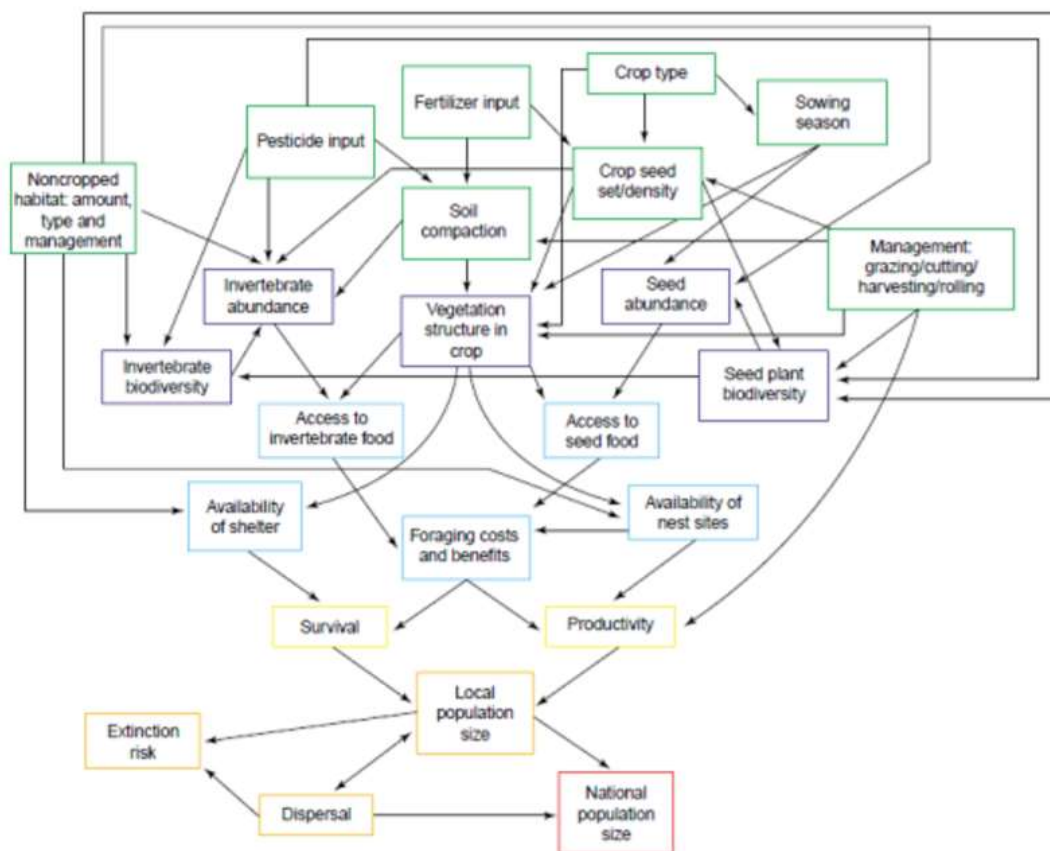 Crop type
Fertilizer input
Sowing
season
Pesticide input
Noncropped
habitat: amount,
type and
management
Crop seed
set/density
Soil
compaction
Management:
grazing/cutting/
harvesting/rolling
Invertebrate
abundance
Seed
abundance
Vegetation
structure in
crop
Invertebrate
biodiversity
Seed plant
biodiversity
Access to
invertebrate food
Access to
seed food
Availability
of shelter
Availability of
nest sites
Foraging costs
and benefits
Survival
Productivity
Local
population
size
Extinction
risk
Dispersal
National
population
size